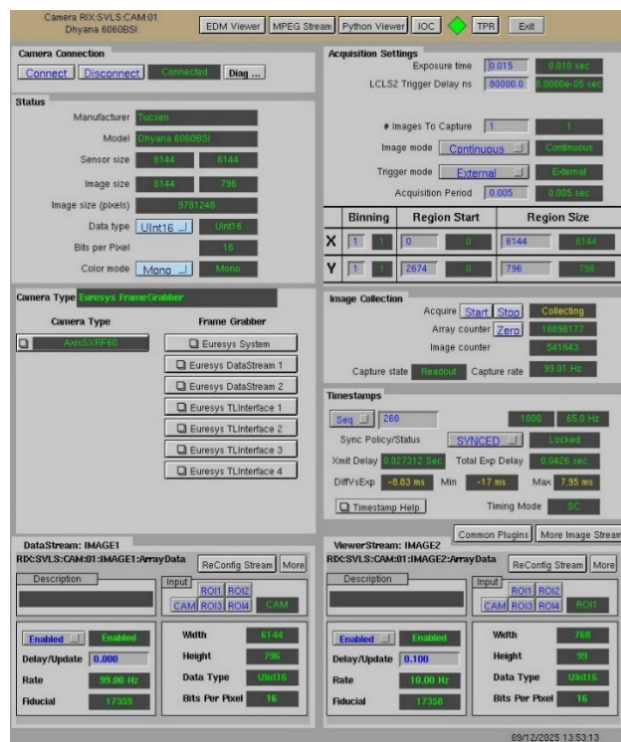 Camera RIX:SVLS:CAM:01
Dhyana 6060BSI
EDM Viewer MPEG Stream Python Viewer IOC TPR Exit
Camera Connection
Connect Disconnect Connected Diag ...
Status
Manufacturer Tucsen
Model Dhyana 6060BSI
Sensor size 6144 6144
Image size 6144 796
Image size (pixels) 9781248
Data type UInt16 UInt16
Bits per Pixel 16
Color mode Mono Mono
Acquisition Settings
Exposure time 0.015 0.010 sec
LCLS2 Trigger Delay ns 80000.0 8.0000e-05 sec
# Images To Capture 1 1
Image mode Continuous Continuous
Trigger mode External External
Acquisition Period 0.005 0.005 sec
Binning Region Start Region Size
X 1 1 0 0 6144 6144
Y 1 1 2674 0 796 796
Camera Type Euresys FrameGrabber
Camera Type Frame Grabber
AxisSXRF60 Euresys System
Euresys DataStream 1
Euresys DataStream 2
Euresys TLInterface 1
Euresys TLInterface 2
Euresys TLInterface 3
Euresys TLInterface 4
Image Collection
Acquire Start Stop Collecting
Array counter Zero 18896177
Image counter 541643
Capture state Readout Capture rate 99.01 Hz
Timestamps
Seq 268 1000 65.0 Hz
Sync Policy/Status SYNCED Locked
Xmit Delay 0.027312 Sec Total Exp Delay 0.0426 sec
DiffVsExp -8.83 ms Min -17 ms Max 7.95 ms
Timestamp Help Timing Mode SC
Common Plugins More Image Stream
DataStream: IMAGE1
RIX:SVLS:CAM:01:IMAGE1:ArrayData ReConfig Stream More
Description Input
ROI1 ROI2
CAM ROI3 ROI4 CAM
Enabled Enabled
Delay/Update 0.000
Rate 99.00 Hz
Fiducial 17359
Width 6144
Height 796
Data Type UInt16
Bits Per Pixel 16
ViewerStream: IMAGE2
RIX:SVLS:CAM:01:IMAGE2:ArrayData ReConfig Stream More
Description Input
ROI1 ROI2
CAM ROI3 ROI4 ROI1
Enabled Enabled
Delay/Update 0.100
Rate 10.00 Hz
Fiducial 17358
Width 768
Height 99
Data Type UInt16
Bits Per Pixel 16
09/12/2025 13:53:13